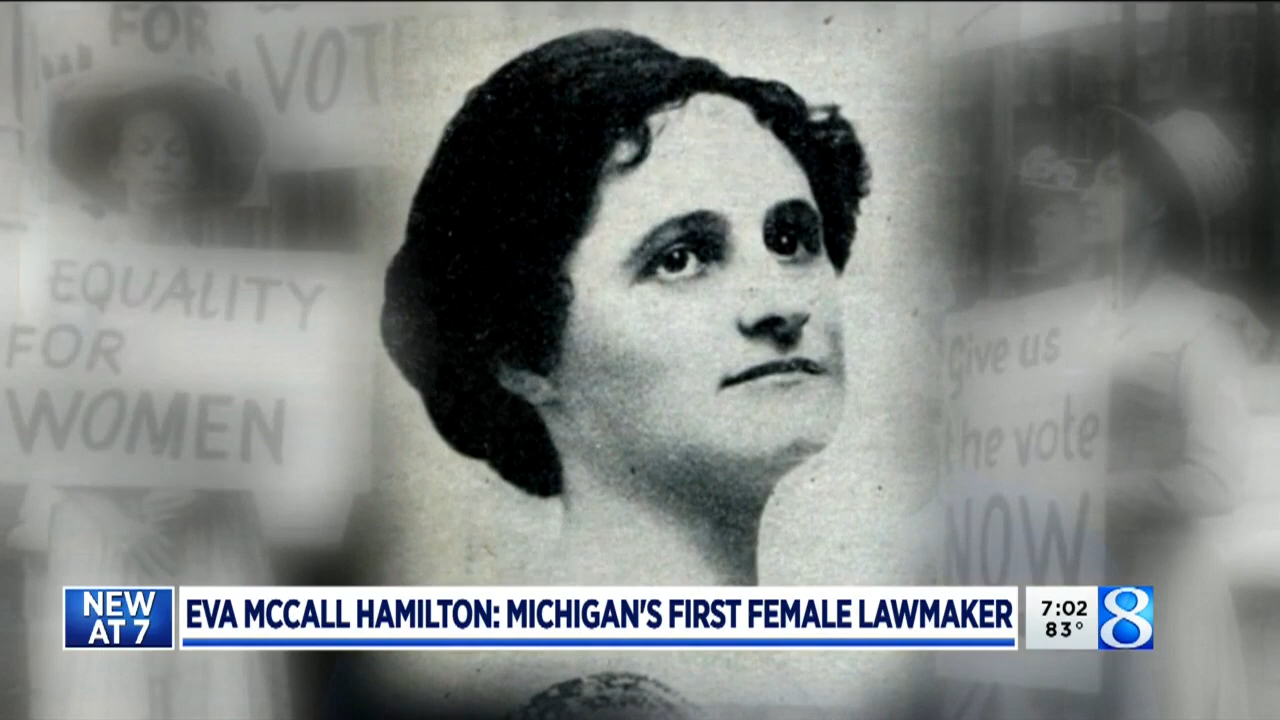 FOR
VOT
EQUALITY
FOR
WOMEN
Give us
the vote
NOW
NEW
AT 7
EVA MCCALL HAMILTON: MICHIGAN'S FIRST FEMALE LAWMAKER
7:02
83°
8